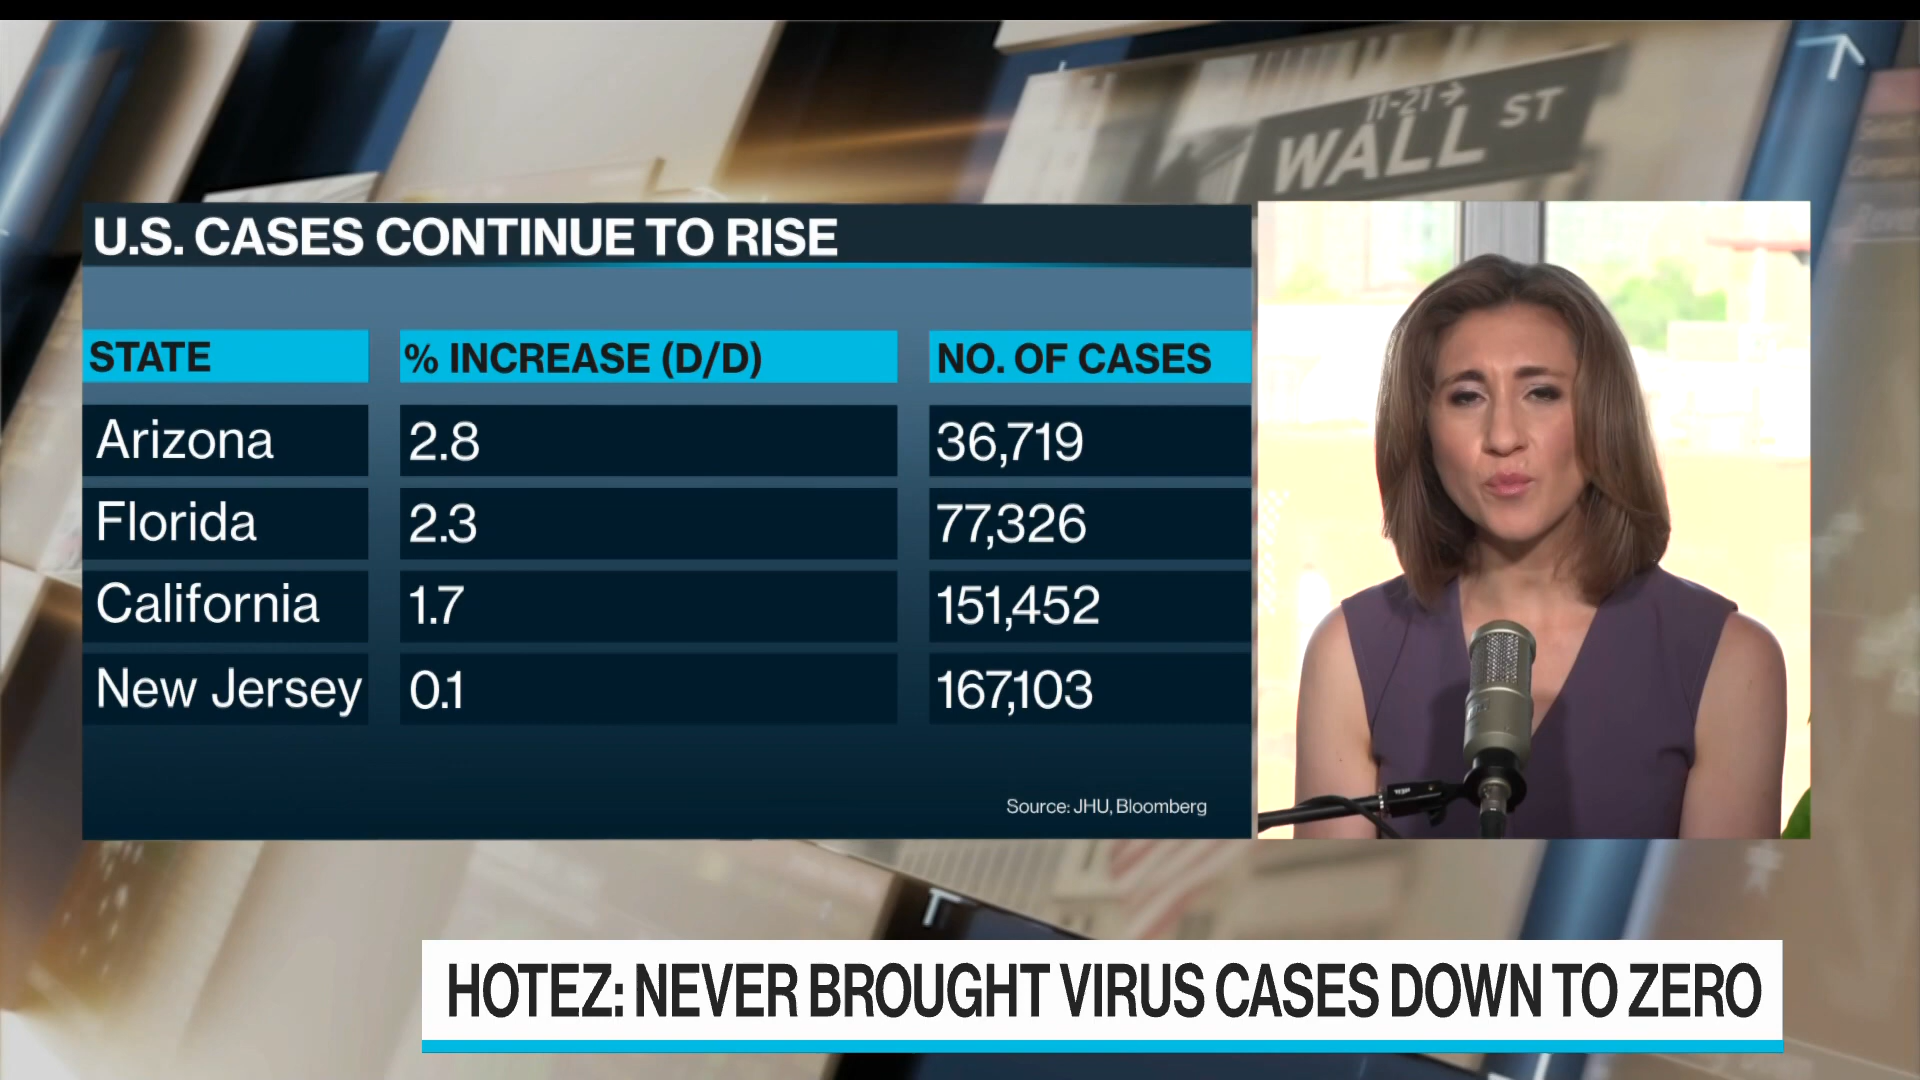 11-21→
WALL ST
U.S. CASES CONTINUE TO RISE
STATE % INCREASE (D/D) NO. OF CASES
Arizona 2.8 36,719
Florida 2.3 77,326
California 1.7 151,452
New Jersey 0.1 167,103
Source: JHU, Bloomberg
HOTEZ: NEVER BROUGHT VIRUS CASES DOWN TO ZERO